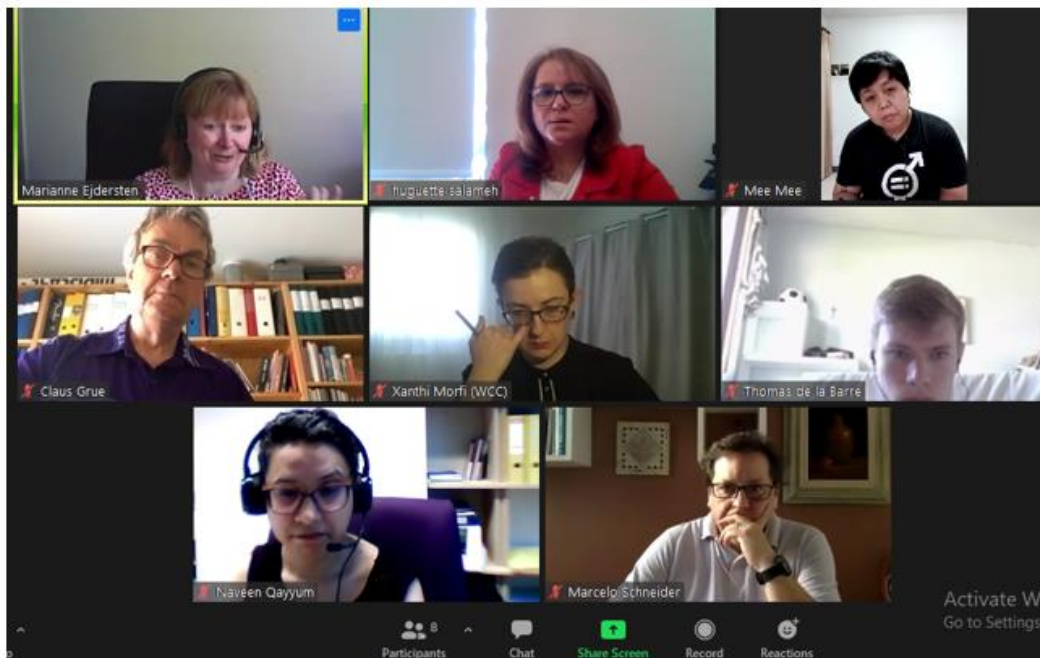 Marianne Ejdersten
huguette salameh
Mee Mee
Claus Grue
Xanthi Morfi (WCC)
Thomas de la Barre
Naveen Qayyum
Marcelo Schneider
Activate W
Go to Settings
8
Participants
Chat
Share Screen
Record
Reactions